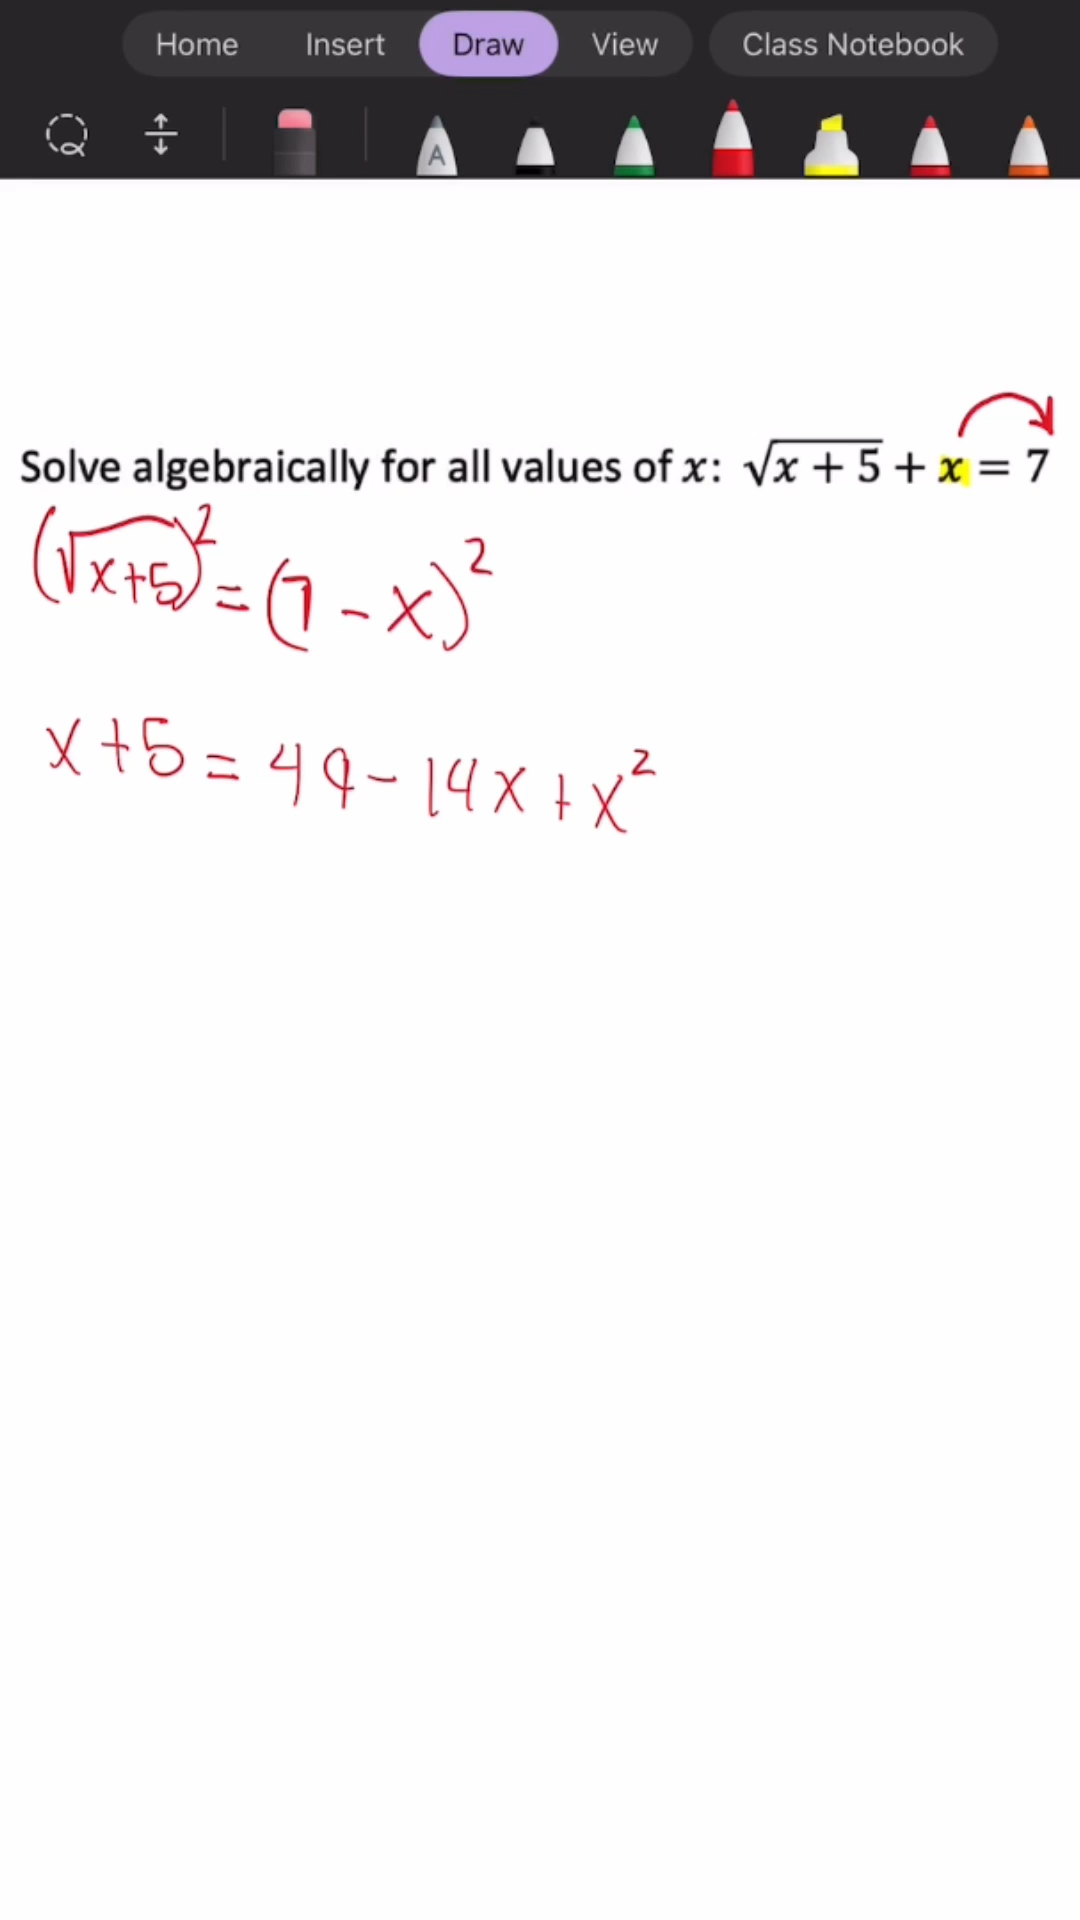 Home Insert Draw View Class Notebook
A
Solve algebraically for all values of x: √x + 5 + x = 7
(√x+5)² = (7 - x)²
x+5 = 49 - 14x + x²